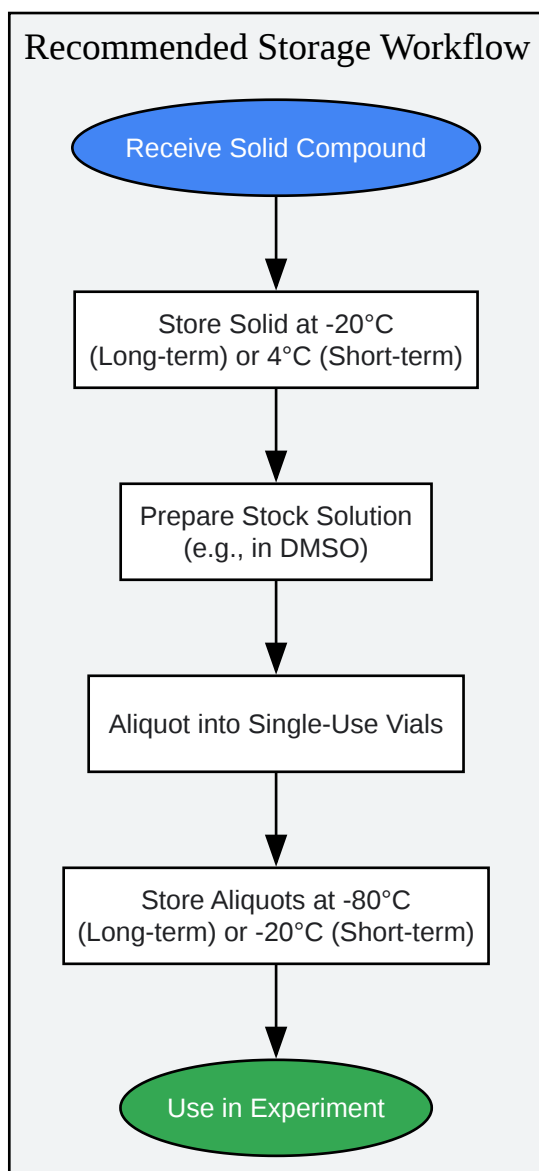 Recommended Storage Workflow
Receive Solid Compound
Store Solid at -20°C
(Long-term) or 4°C (Short-term)
Prepare Stock Solution
(e.g., in DMSO)
Aliquot into Single-Use Vials
Store Aliquots at -80°C
(Long-term) or -20°C (Short-term)
Use in Experiment